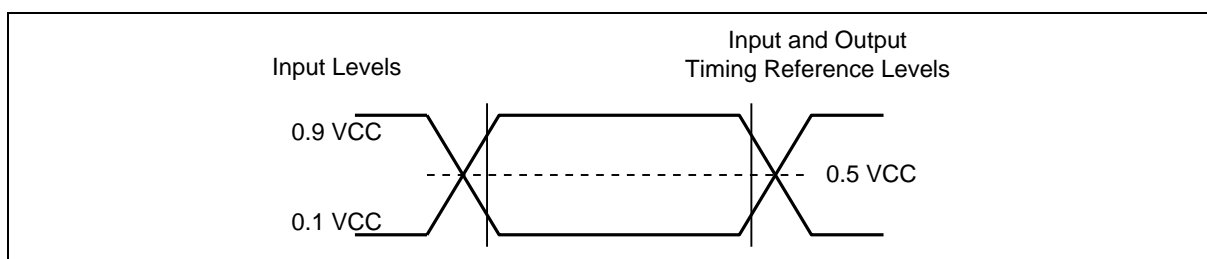 Input Levels
Input and Output
Timing Reference Levels
0.9 VCC
0.5 VCC
0.1 VCC